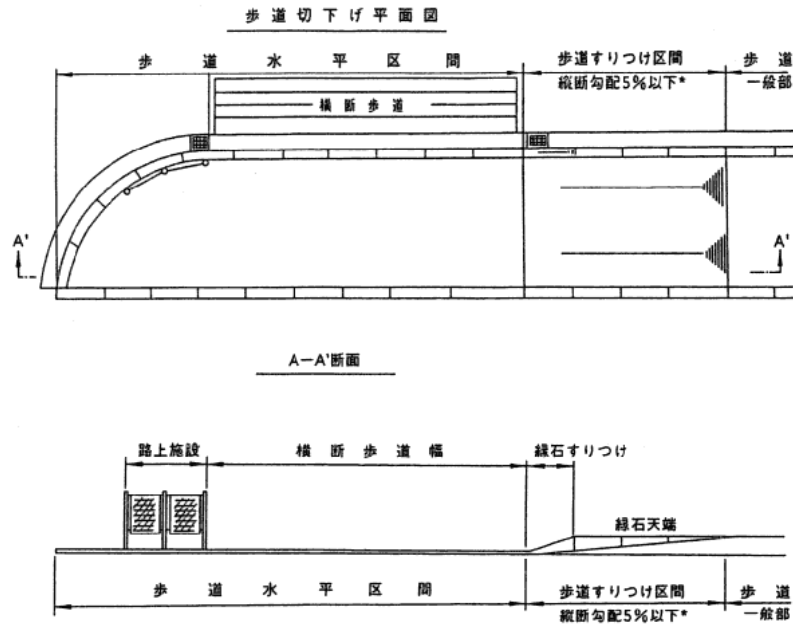 歩道切下げ平面図
歩道水平区間
歩道すりつけ区間
縦断勾配5％以下*
歩道
一般部
横断歩道
A'
A'
A－A'断面
路上施設
横断歩道幅
縁石すりつけ
縁石天端
歩道水平区間
歩道すりつけ区間
縦断勾配5％以下*
歩道
一般部